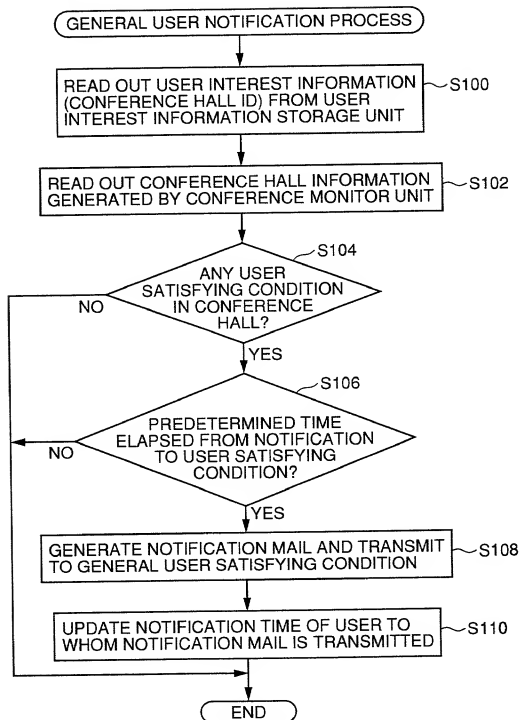 GENERAL USER NOTIFICATION PROCESS
READ OUT USER INTEREST INFORMATION
(CONFERENCE HALL ID) FROM USER
INTEREST INFORMATION STORAGE UNIT
S100
READ OUT CONFERENCE HALL INFORMATION
GENERATED BY CONFERENCE MONITOR UNIT
S102
S104
ANY USER
SATISFYING CONDITION
IN CONFERENCE
HALL?
NO
YES
S106
PREDETERMINED TIME
ELAPSED FROM NOTIFICATION
TO USER SATISFYING
CONDITION?
NO
YES
GENERATE NOTIFICATION MAIL AND TRANSMIT
TO GENERAL USER SATISFYING CONDITION
S108
UPDATE NOTIFICATION TIME OF USER TO
WHOM NOTIFICATION MAIL IS TRANSMITTED
S110
END